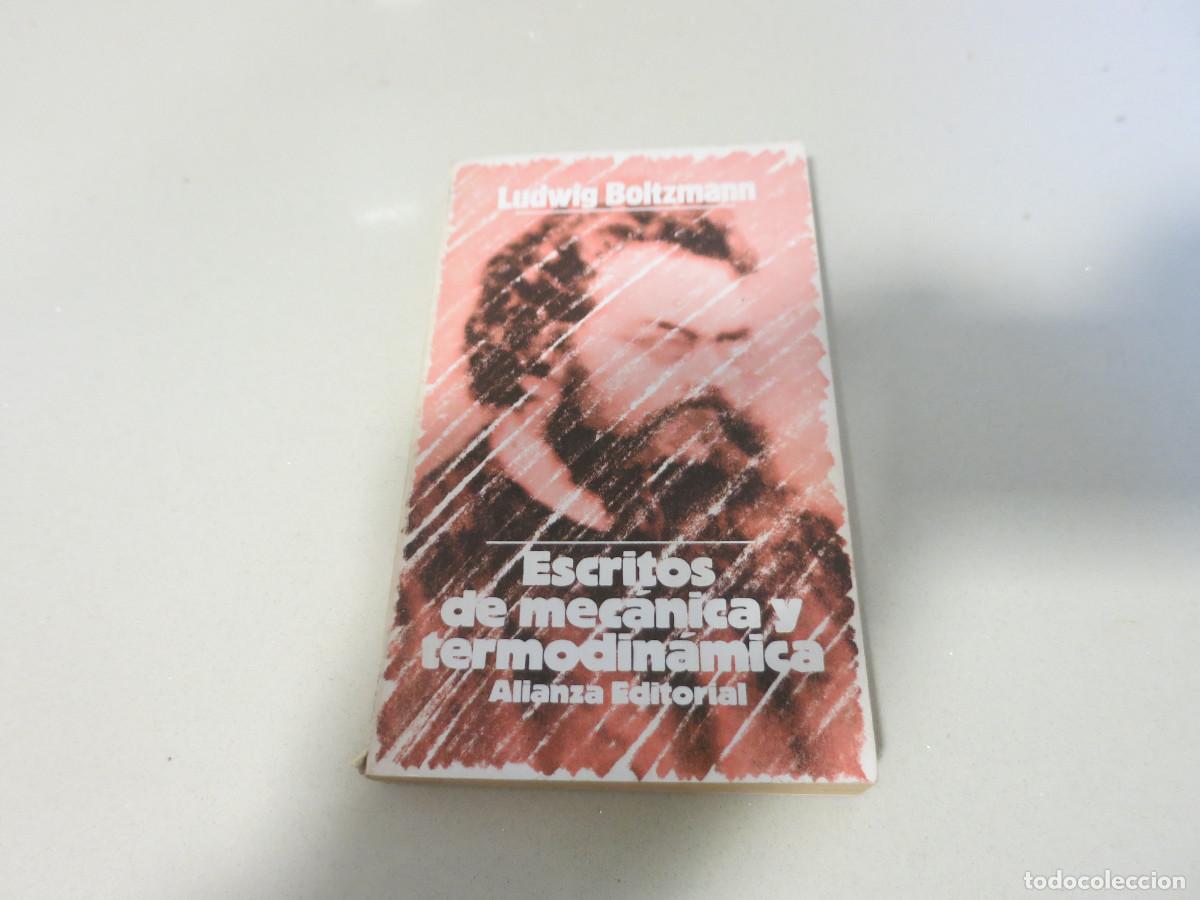 Ludwig Boltzmann
Escritos
de mecánica y
termodinámica
Alianza Editorial
todocoleccion